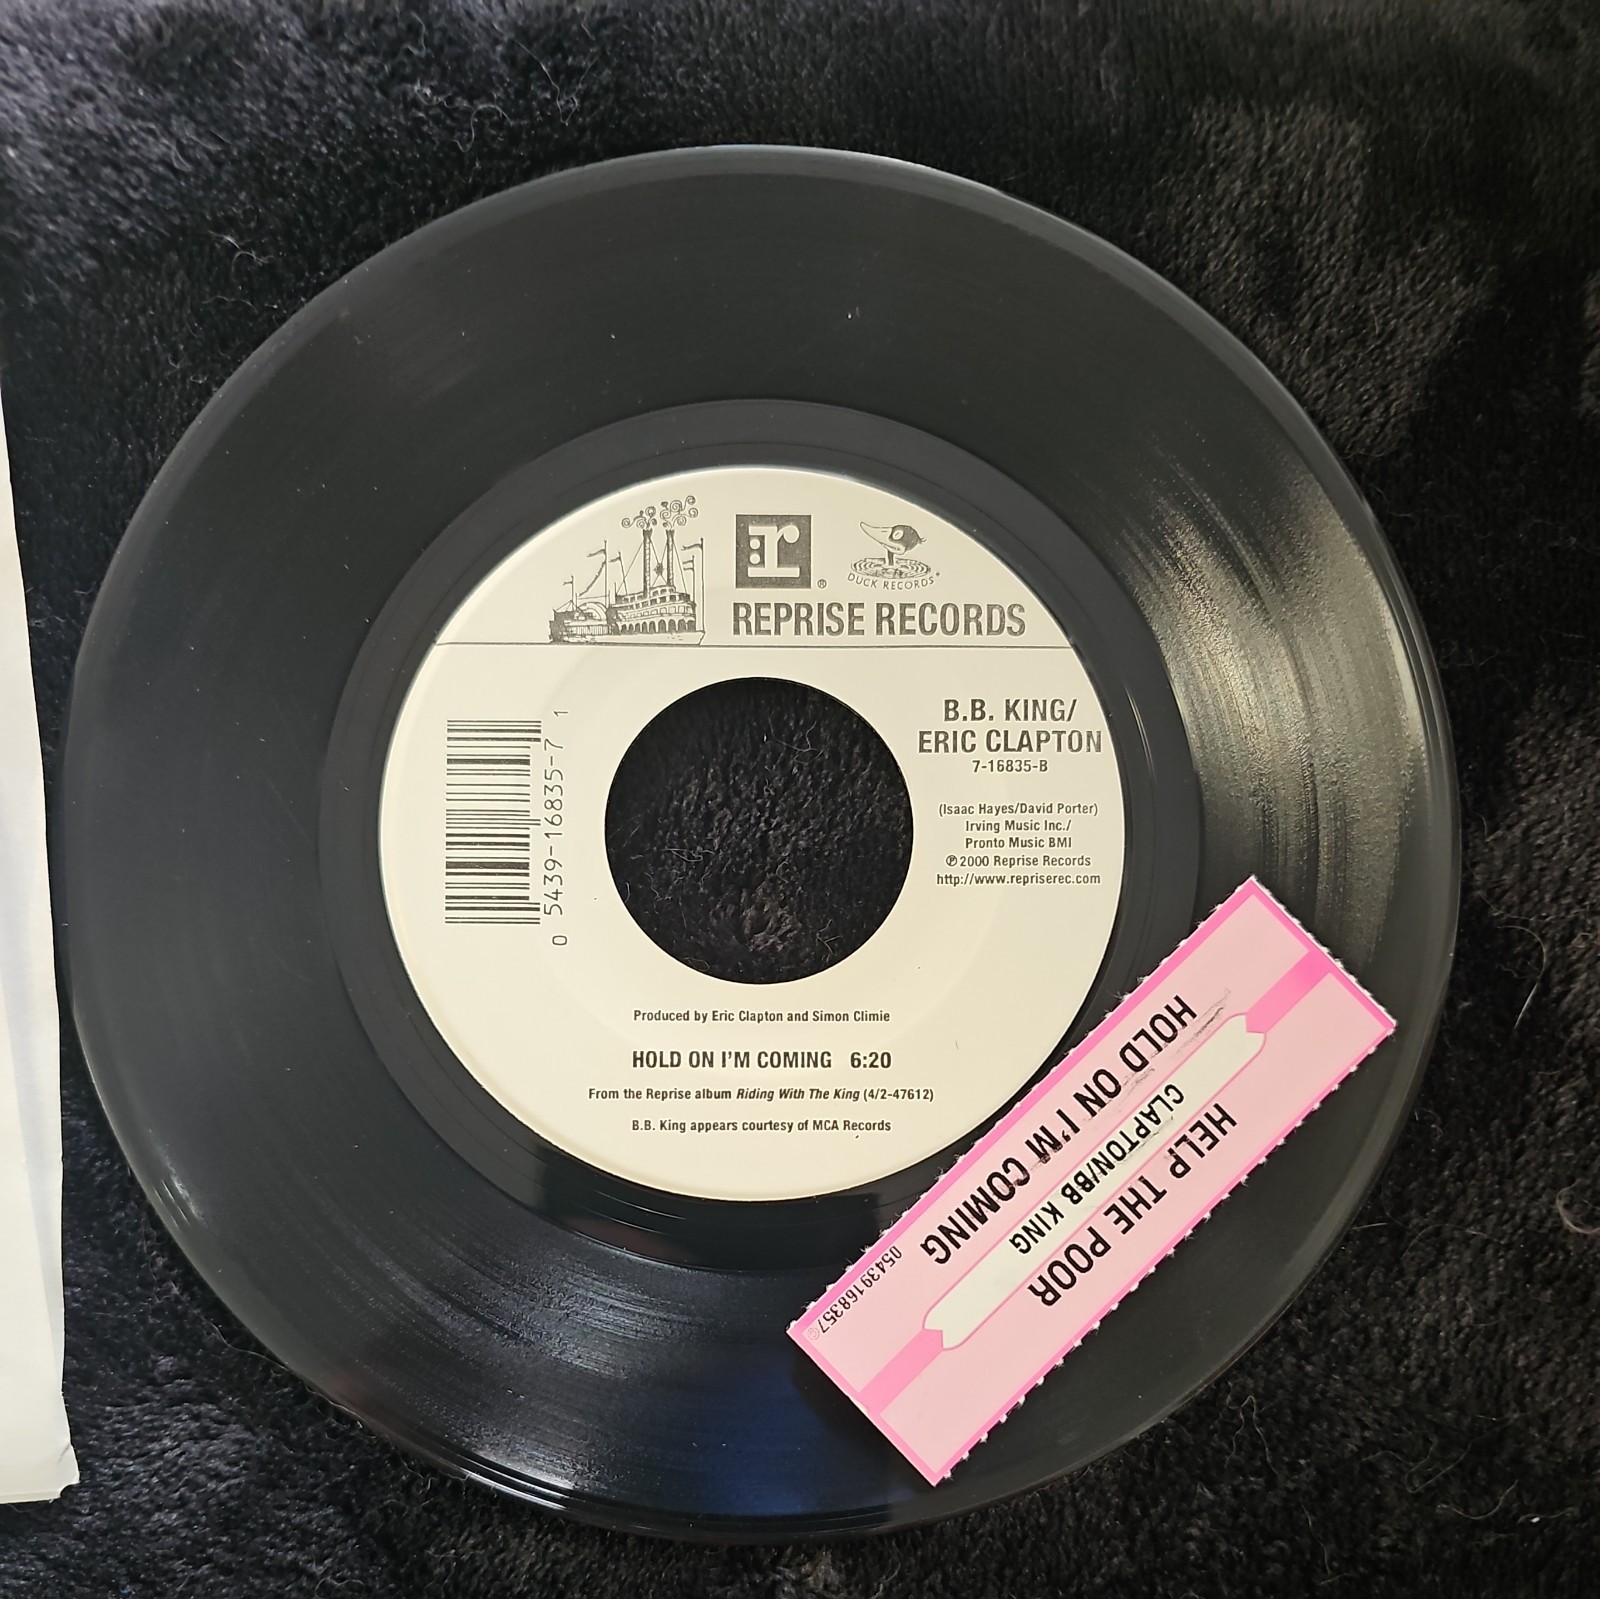 r
®
DUCK RECORDS
REPRISE RECORDS
B.B. KING/
ERIC CLAPTON
7-16835-B
(Isaac Hayes/David Porter)
Irving Music Inc./
Pronto Music BMI
℗ 2000 Reprise Records
http://www.repriserec.com
0 5439-16835-7 1
Produced by Eric Clapton and Simon Climie
HOLD ON I'M COMING 6:20
From the Reprise album Riding With The King (4/2-47612)
B.B. King appears courtesy of MCA Records
HELP THE POOR
CLAPTON/BB KING
HOLD ON I'M COMING
05439168357©